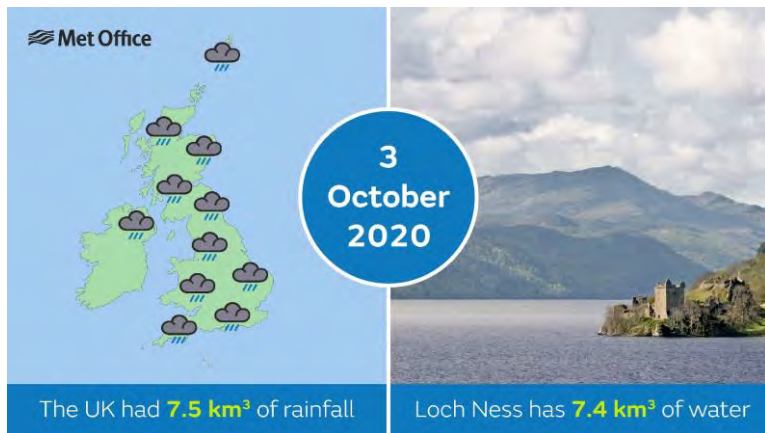 Met Office
3
October
2020
The UK had 7.5 km³ of rainfall
Loch Ness has 7.4 km³ of water